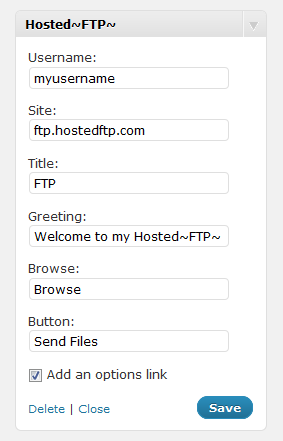 Hosted~FTP~
Username:
myusername
Site:
ftp.hostedftp.com
Title:
FTP
Greeting:
Welcome to my Hosted~FTP~
Browse:
Browse
Button:
Send Files
Add an options link
Delete | Close Save